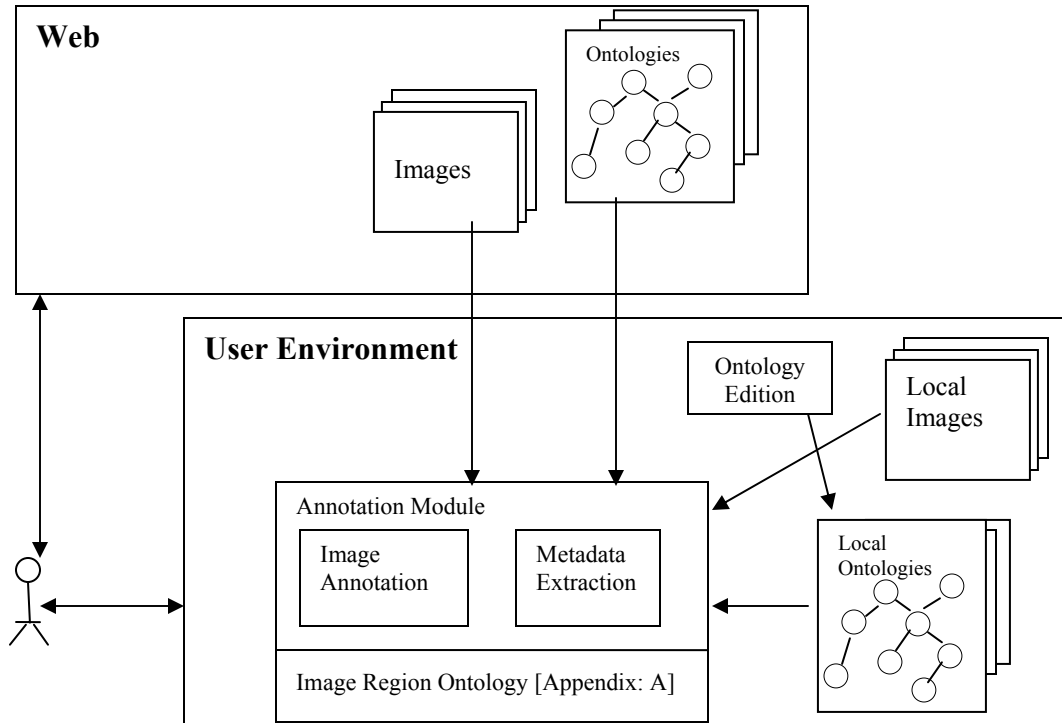 Web
Ontologies
Images
User Environment
Ontology
Edition
Local
Images
Annotation Module
Image
Annotation
Metadata
Extraction
Local
Ontologies
Image Region Ontology [Appendix: A]